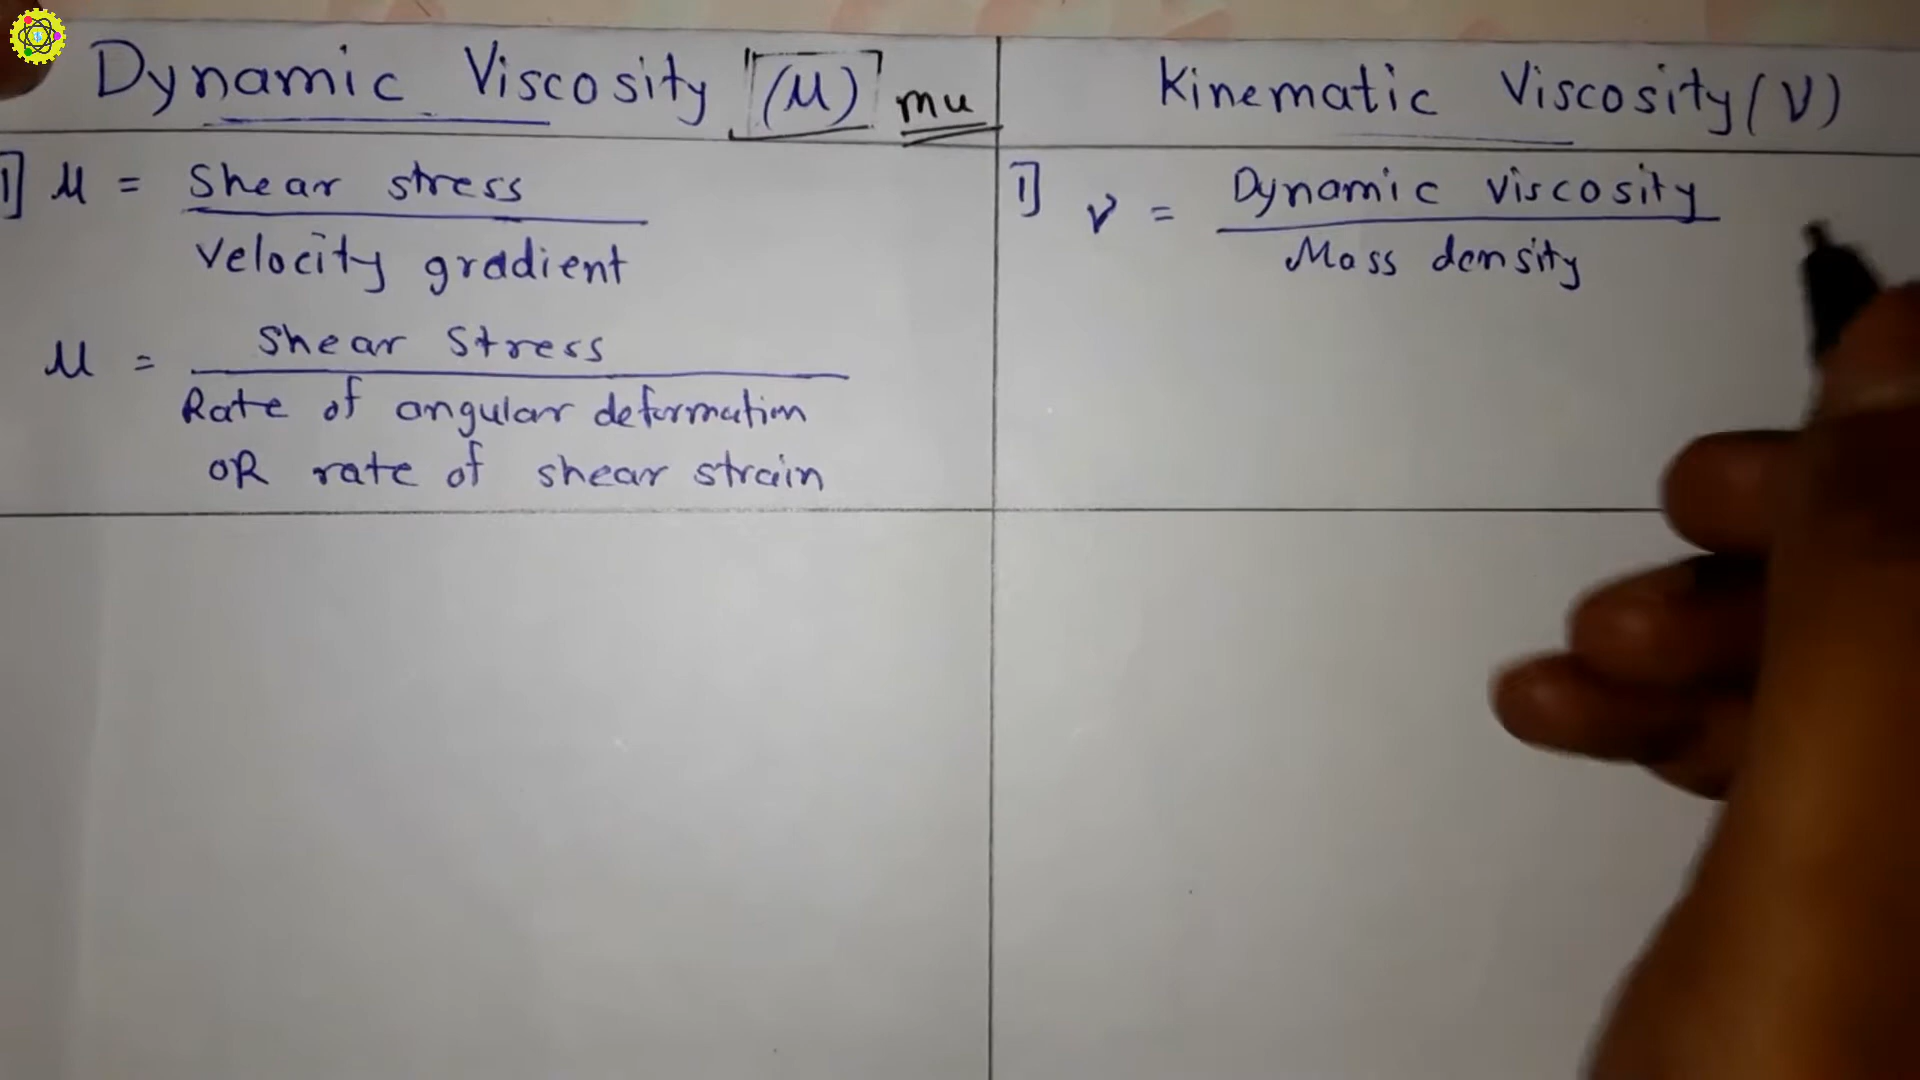 Dynamic Viscosity (μ) mu
1] μ = Shear stress
Velocity gradient
μ = Shear Stress
Rate of angular deformation
OR rate of shear strain
Kinematic Viscosity (ν)
1] ν = Dynamic viscosity
Mass density